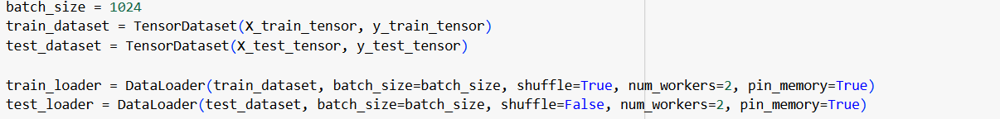 batch_size = 1024
train_dataset = TensorDataset(X_train_tensor, y_train_tensor)
test_dataset = TensorDataset(X_test_tensor, y_test_tensor)
train_loader = DataLoader(train_dataset, batch_size=batch_size, shuffle=True, num_workers=2, pin_memory=True)
test_loader = DataLoader(test_dataset, batch_size=batch_size, shuffle=False, num_workers=2, pin_memory=True)